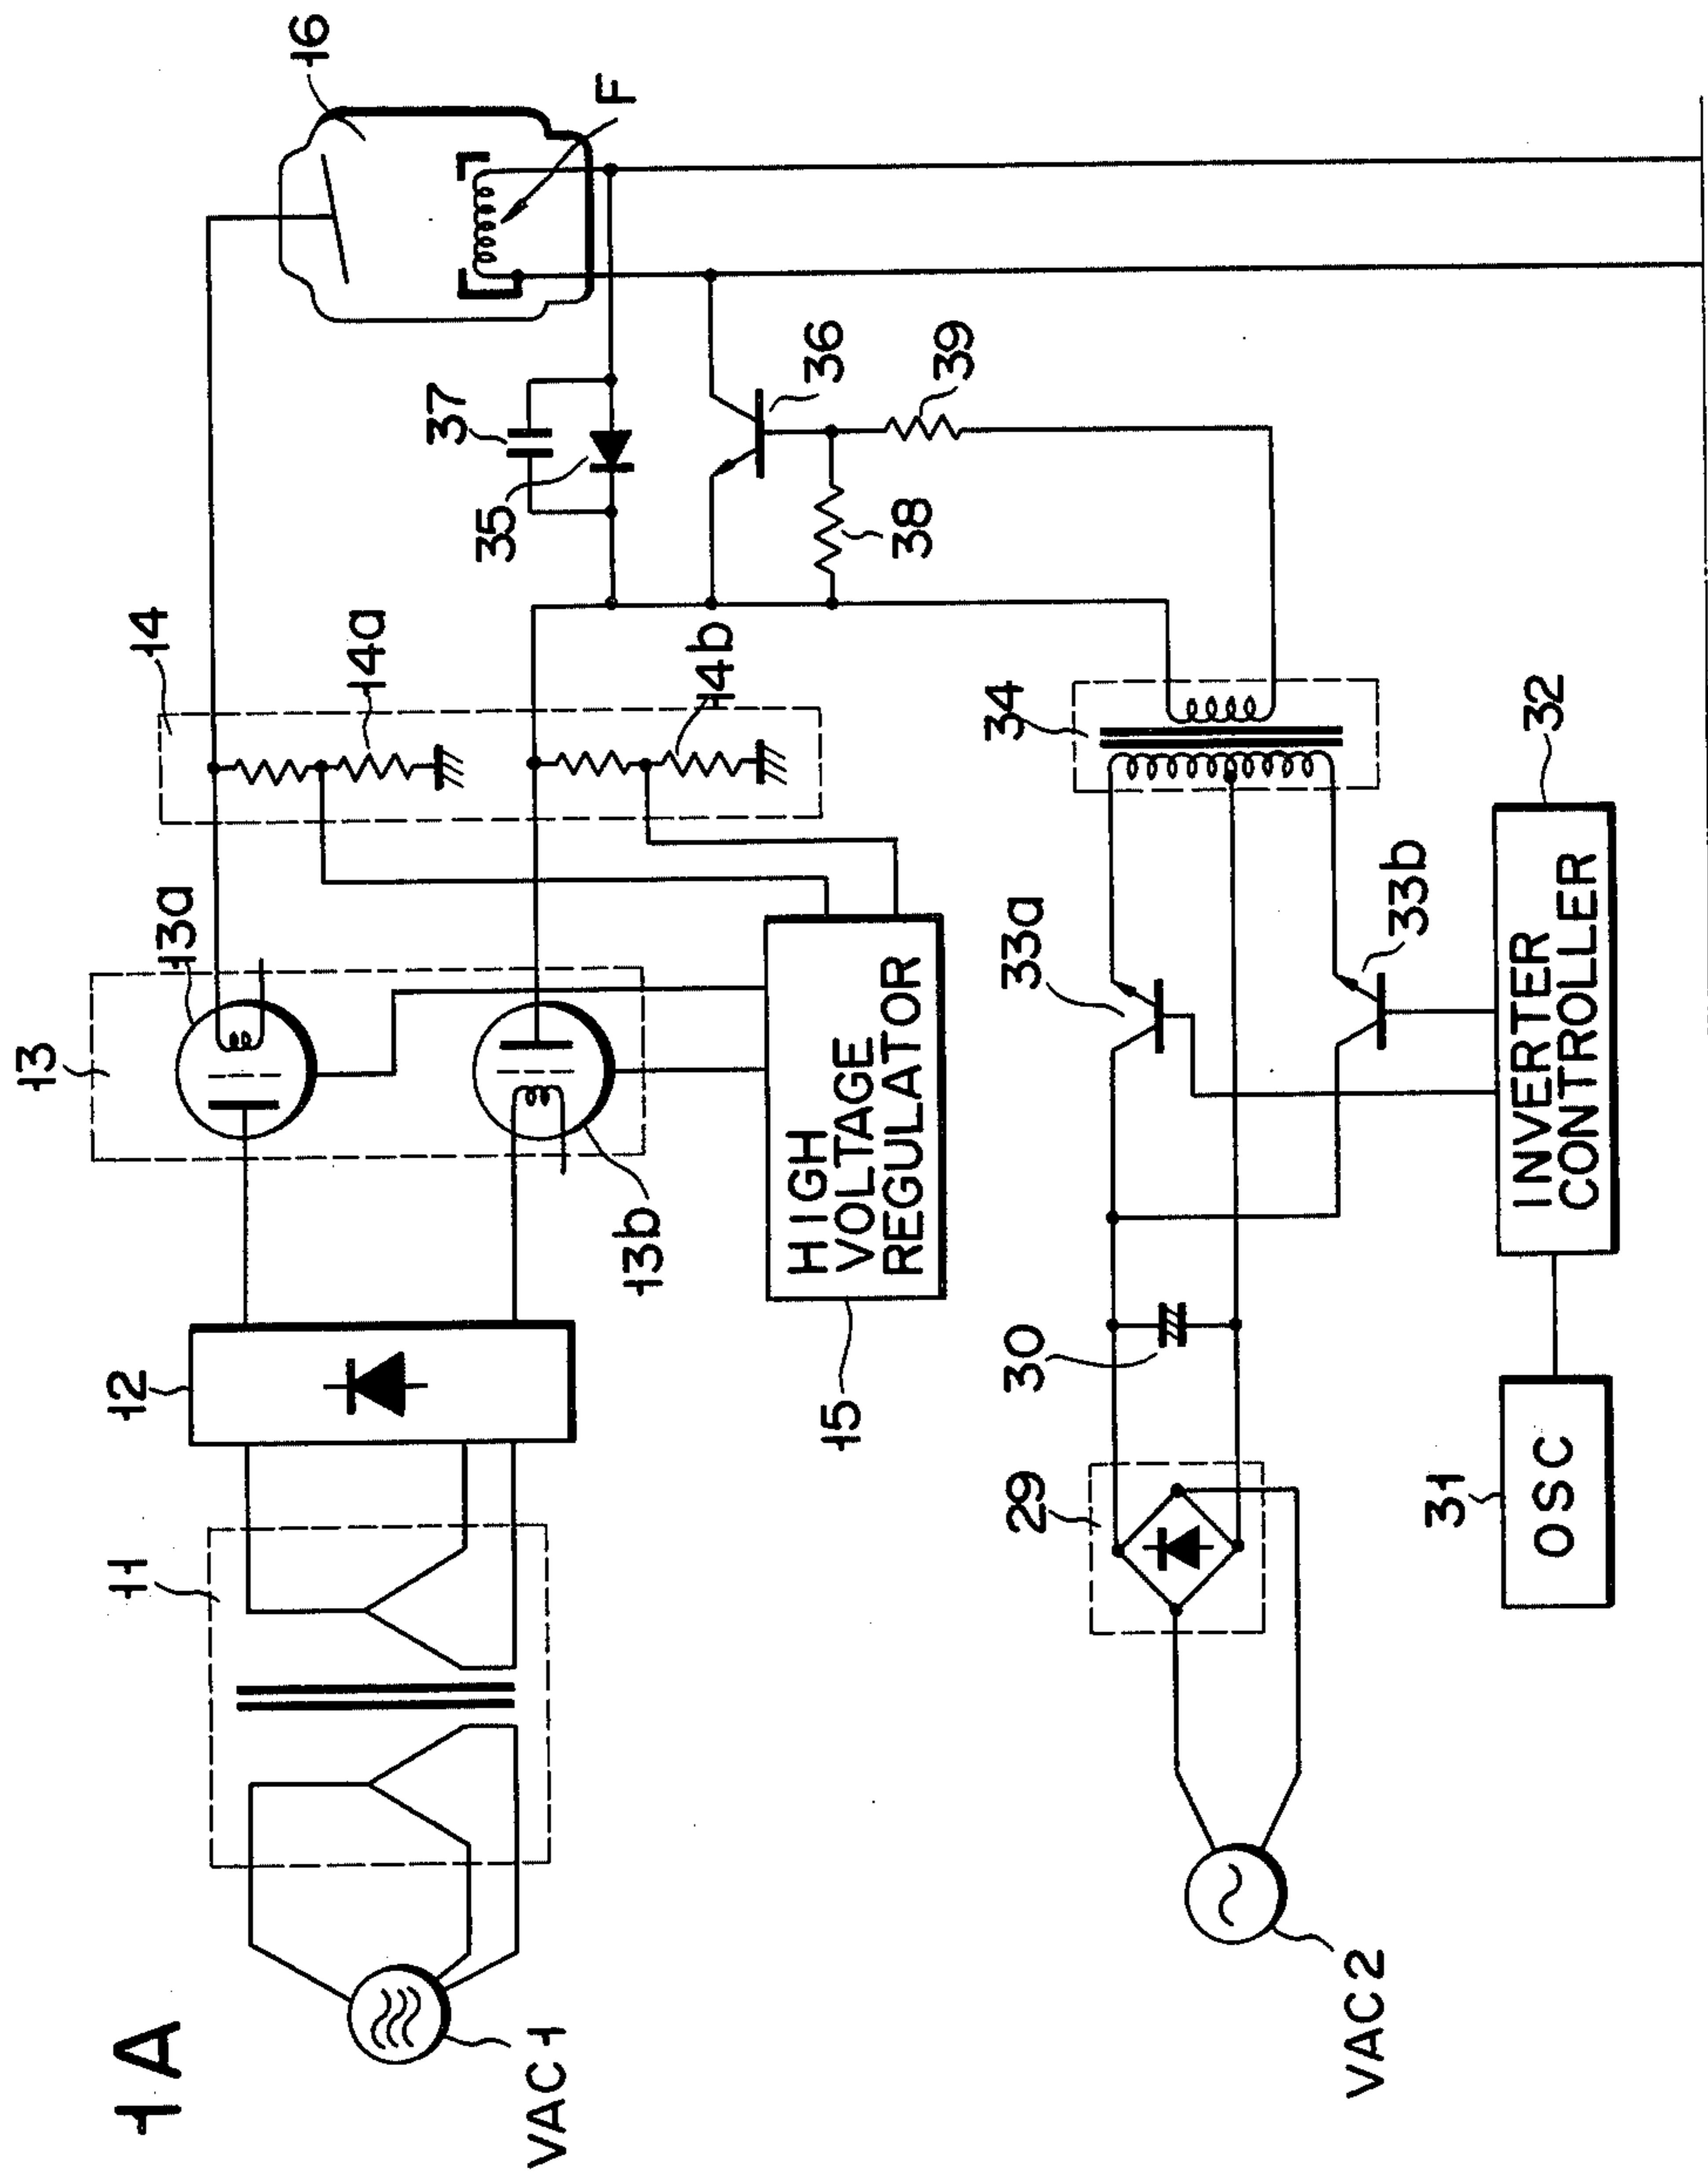 1A
VAC1
11
12
13
13a
13b
14
14a
14b
HIGH
VOLTAGE
REGULATOR
15
16
F
37
35
36
39
38
VAC2
29
30
33a
33b
34
OSC
31
INVERTER
CONTROLLER
32